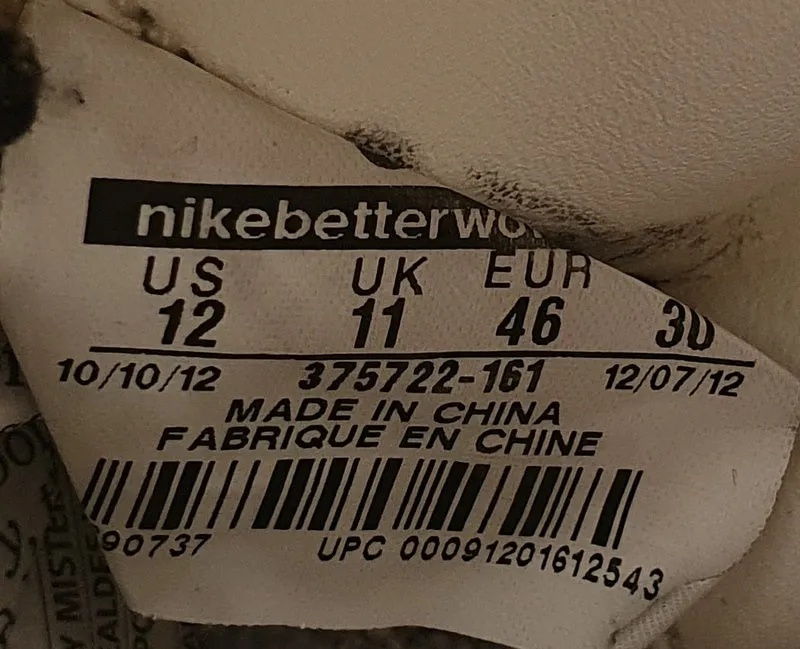 nikebetterwo
US UK EUR
12 11 46 30
10/10/12 375722-161 12/07/12
MADE IN CHINA
FABRIQUE EN CHINE
90737 UPC 00091201612543